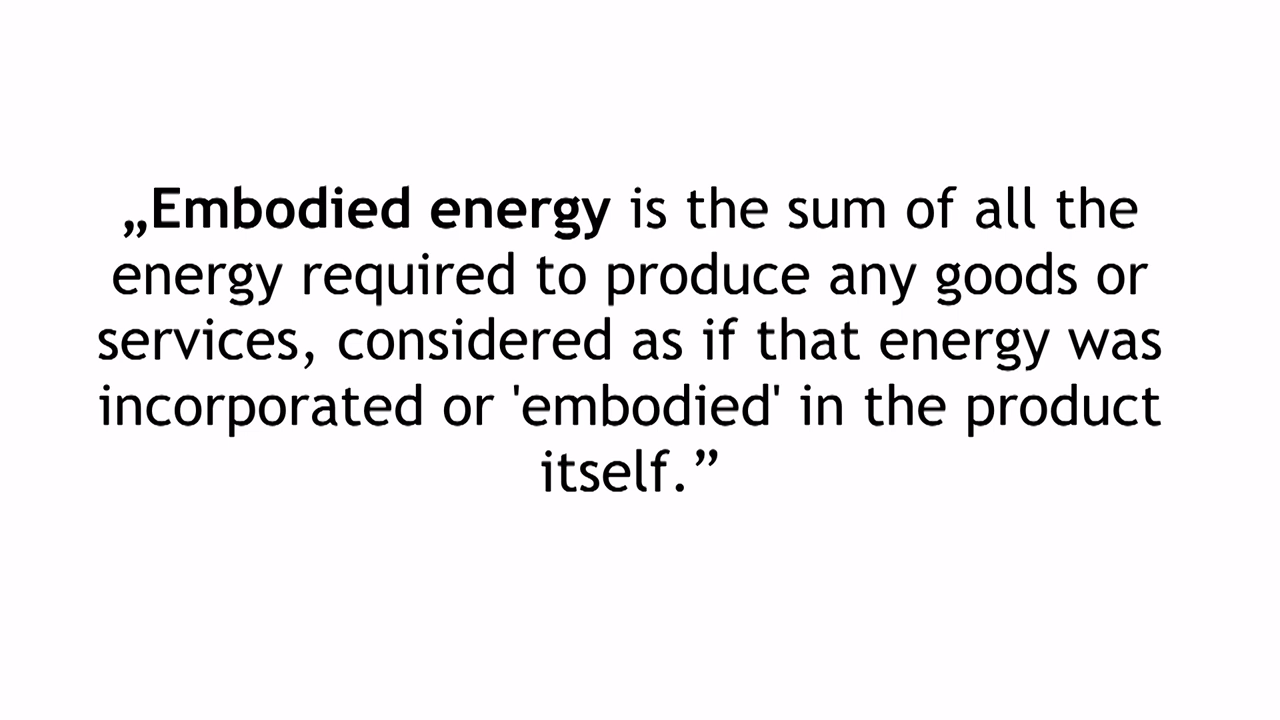 „Embodied energy is the sum of all the
energy required to produce any goods or
services, considered as if that energy was
incorporated or 'embodied' in the product
itself.”